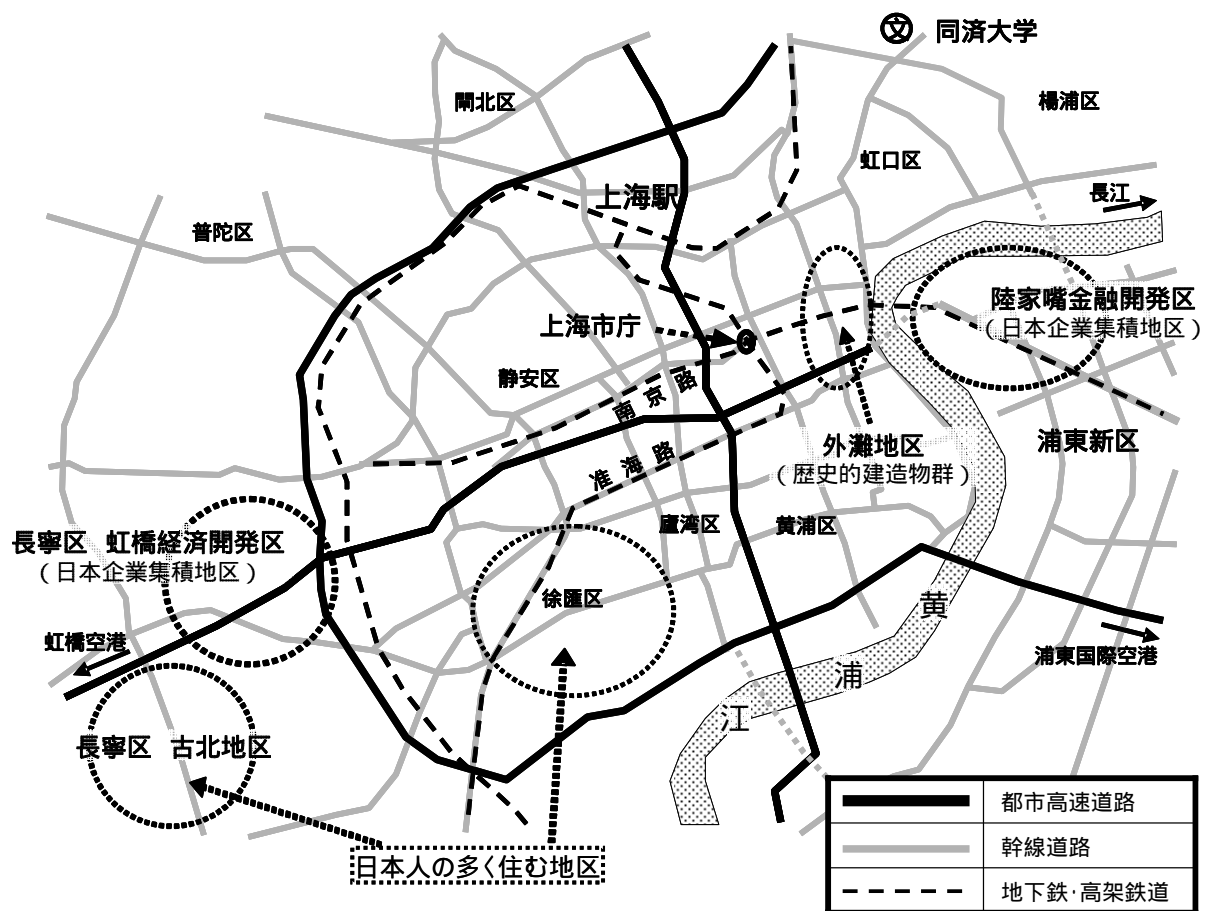 文 同済大学
閘北区
楊浦区
虹口区
上海駅
長江
普陀区
陸家嘴金融開発区
（日本企業集積地区）
上海市庁
静安区
南京路
外灘地区
（歴史的建造物群）
浦東新区
准海路
廬湾区
黄浦区
長寧区 虹橋経済開発区
（日本企業集積地区）
徐匯区
黄浦江
虹橋空港
浦東国際空港
長寧区 古北地区
日本人の多く住む地区
都市高速道路
幹線道路
地下鉄・高架鉄道